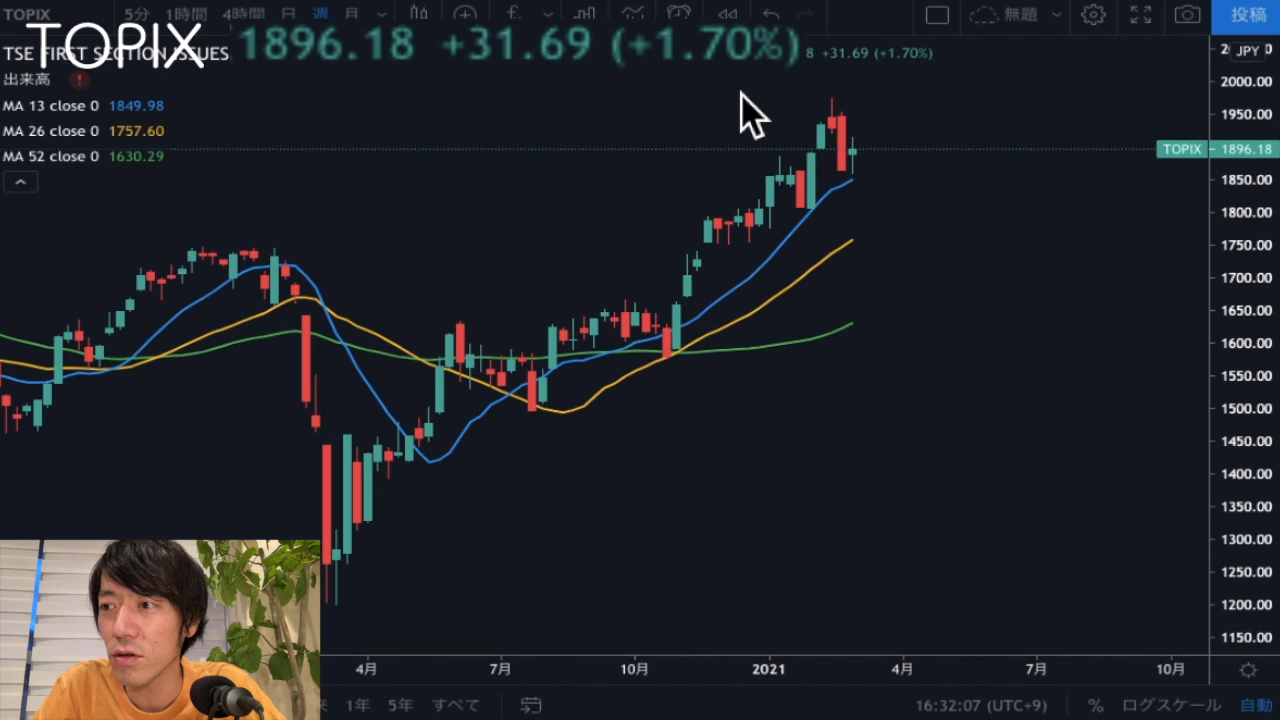 TOPIX 5分 1時間 4時間 日 週 月 無題 投稿
TOPIX 1896.18 +31.69 (+1.70%)
TSE FIRST SECTION ISSUES 8 +31.69 (+1.70%)
JPY
出来高
MA 13 close 0 1849.98
MA 26 close 0 1757.60
MA 52 close 0 1630.29
2000.00
1950.00
TOPIX 1896.18
1850.00
1800.00
1750.00
1700.00
1650.00
1600.00
1550.00
1500.00
1450.00
1400.00
1350.00
1300.00
1250.00
1200.00
1150.00
4月 7月 10月 2021 4月 7月 10月
1年 5年 すべて 16:32:07 (UTC+9) % ログスケール 自動